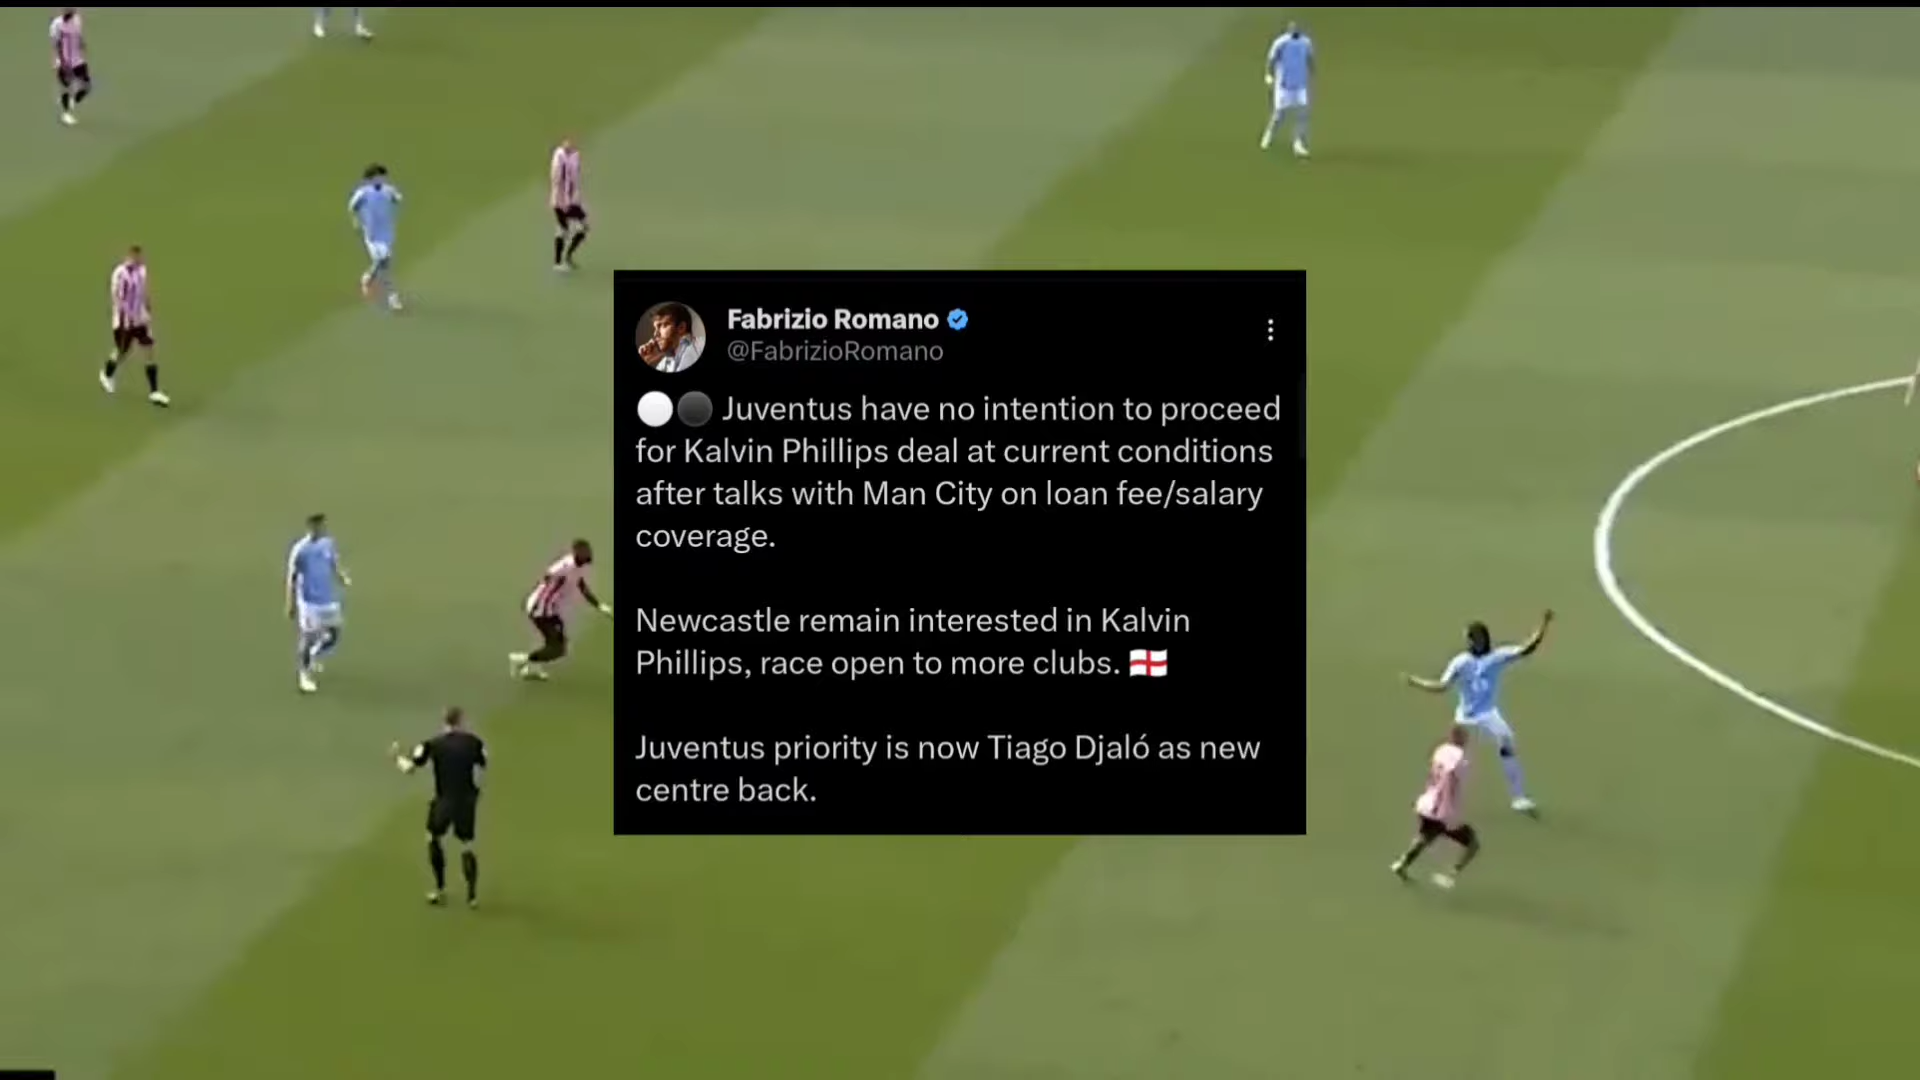 Fabrizio Romano
@FabrizioRomano
⚪⚫ Juventus have no intention to proceed
for Kalvin Phillips deal at current conditions
after talks with Man City on loan fee/salary
coverage.
Newcastle remain interested in Kalvin
Phillips, race open to more clubs. 🏴󠁧󠁢󠁥󠁮󠁧󠁿
Juventus priority is now Tiago Djaló as new
centre back.